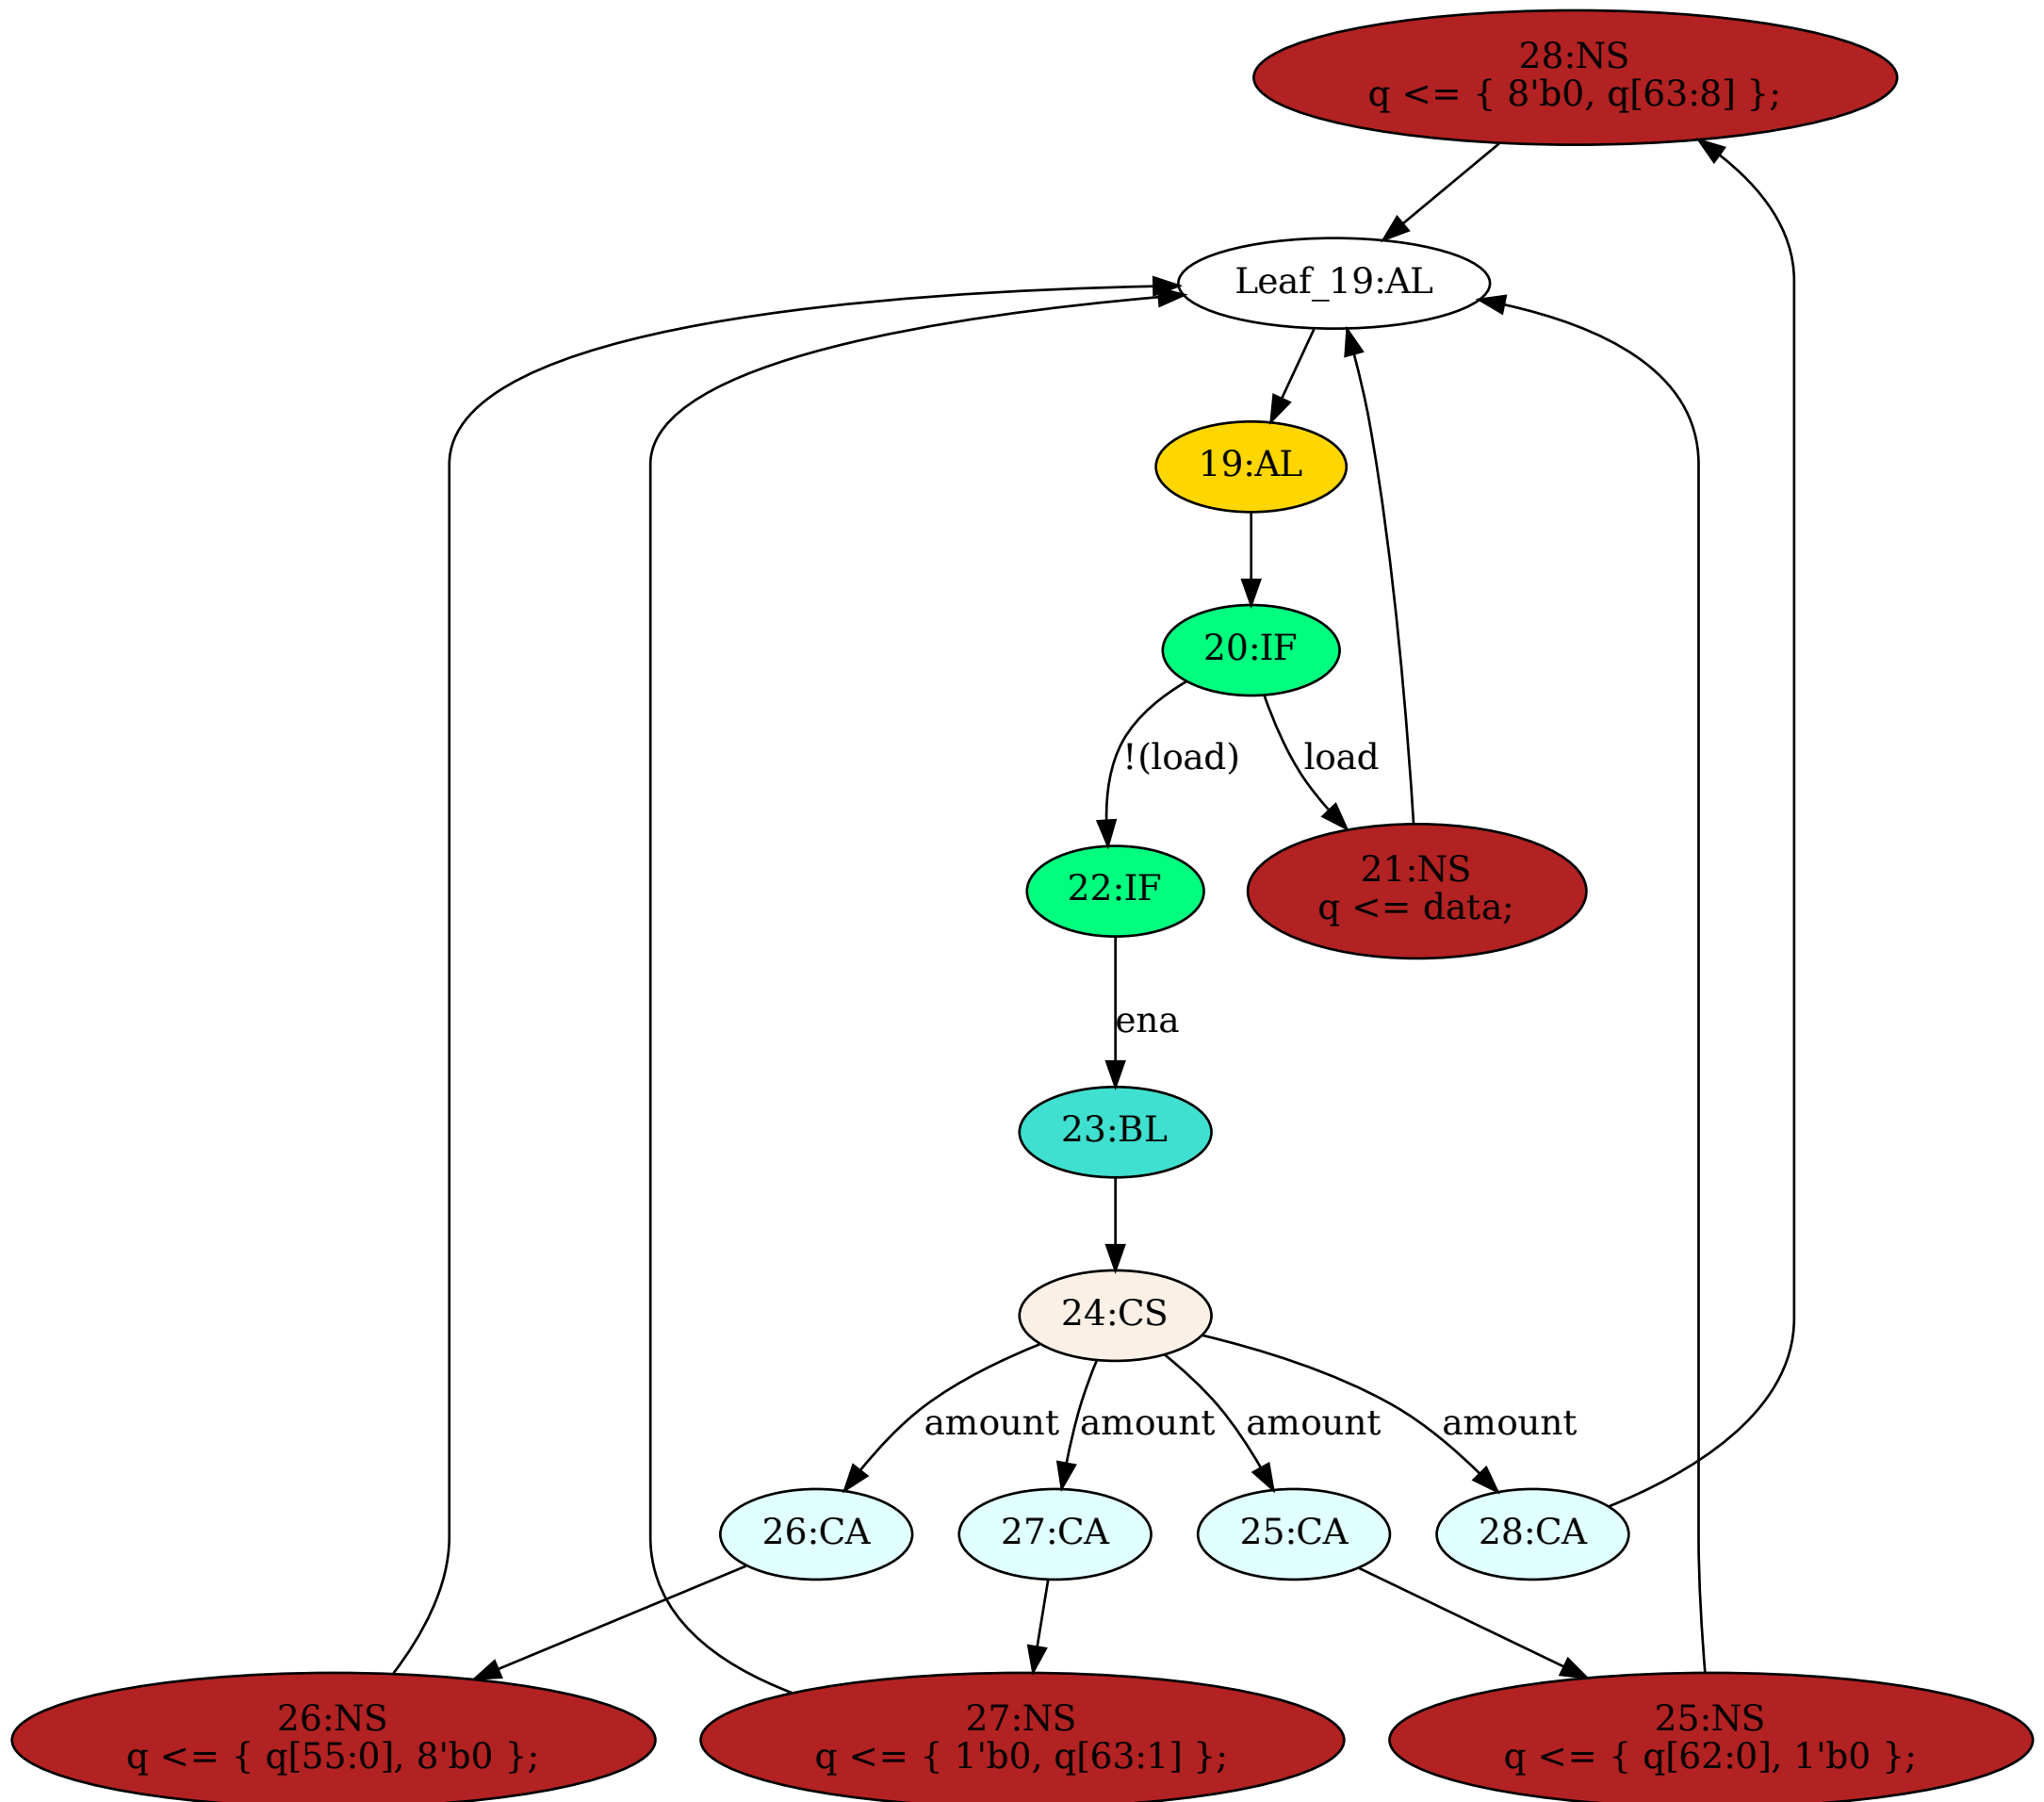 28:NS
q <= { 8'b0, q[63:8] };
Leaf_19:AL
19:AL
20:IF
!(load)
load
22:IF
21:NS
q <= data;
ena
23:BL
24:CS
amount
amount
amount
amount
26:CA
27:CA
25:CA
28:CA
26:NS
q <= { q[55:0], 8'b0 };
27:NS
q <= { 1'b0, q[63:1] };
25:NS
q <= { q[62:0], 1'b0 };